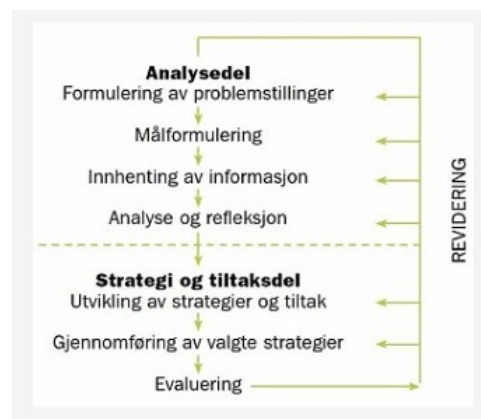 Analysedel
Formulering av problemstillinger
Målformulering
Innhenting av informasjon
Analyse og refleksjon
Strategi og tiltaksdel
Utvikling av strategier og tiltak
Gjennomføring av valgte strategier
Evaluering
REVIDERING